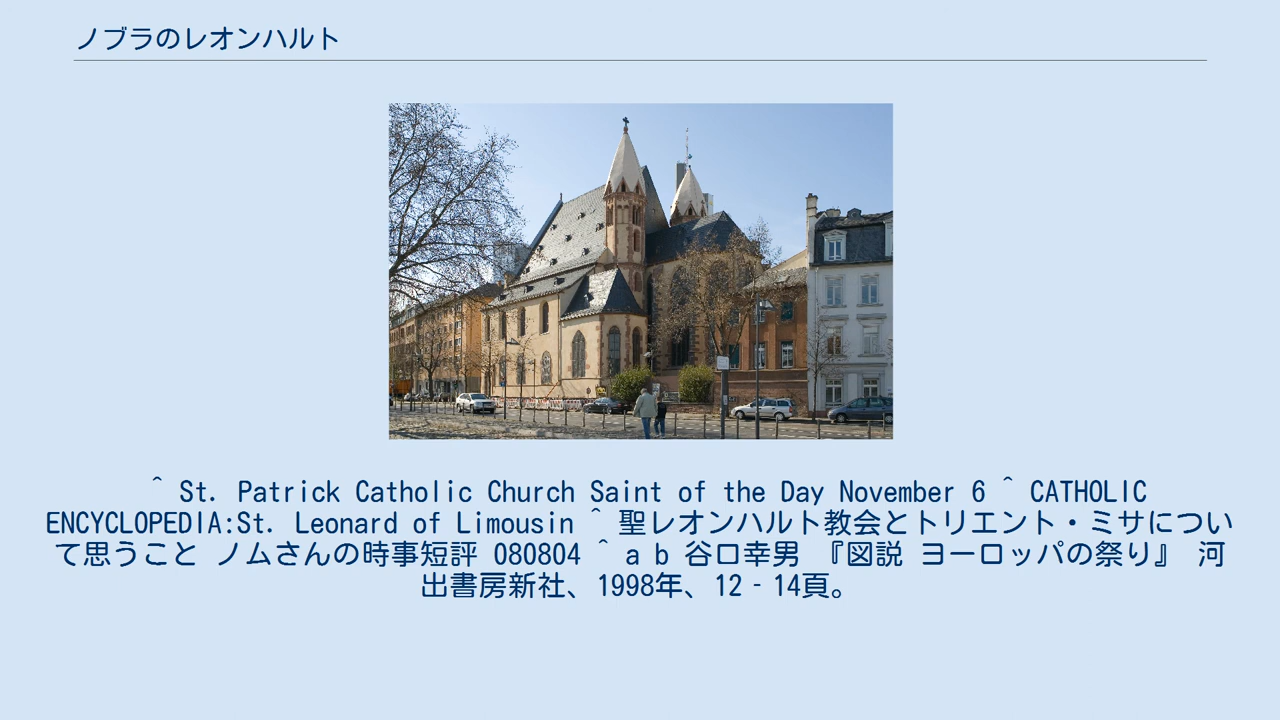 ノブラのレオンハルト
^ St. Patrick Catholic Church Saint of the Day November 6 ^ CATHOLIC
ENCYCLOPEDIA:St. Leonard of Limousin ^ 聖レオンハルト教会とトリエント・ミサについ
て思うこと ノムさんの時事短評 080804 ^ a b 谷口幸男 『図説 ヨーロッパの祭り』 河
出書房新社、1998年、12‐14頁。